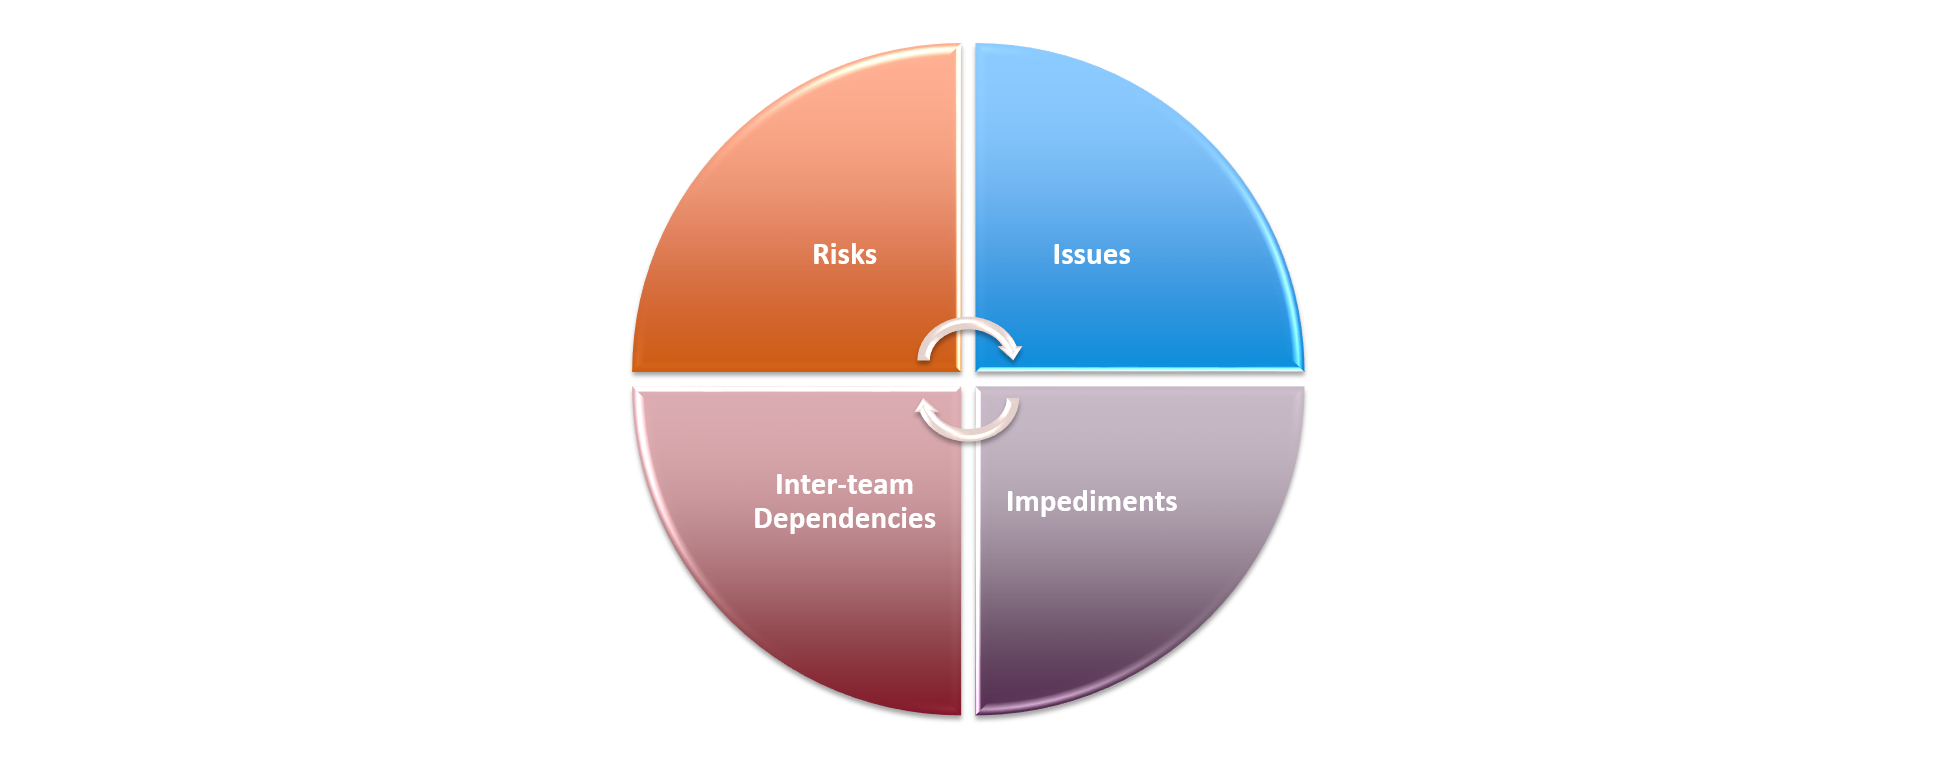 Risks
Issues
Inter-team
Dependencies
Impediments